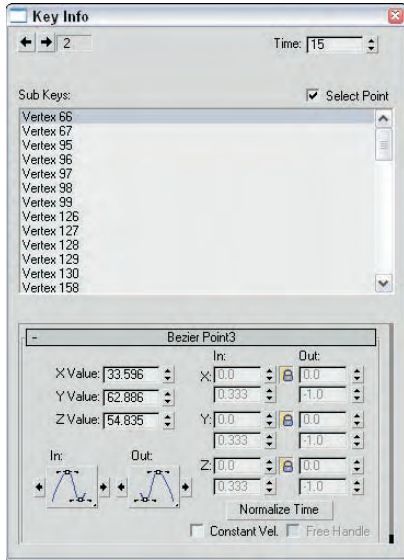 Key Info
2
Time: 15
Sub Keys:
Select Point
Vertex 66
Vertex 67
Vertex 95
Vertex 96
Vertex 97
Vertex 98
Vertex 99
Vertex 126
Vertex 127
Vertex 128
Vertex 129
Vertex 130
Vertex 158
- Bezier Point3
In: Out:
X Value: 33.596 X: 0.0 0.0
0.333 -1.0
Y Value: 62.886 Y: 0.0 0.0
Z Value: 54.835 0.333 -1.0
In: Out: Z: 0.0 0.0
0.333 -1.0
Normalize Time
Constant Vel. Free Handle